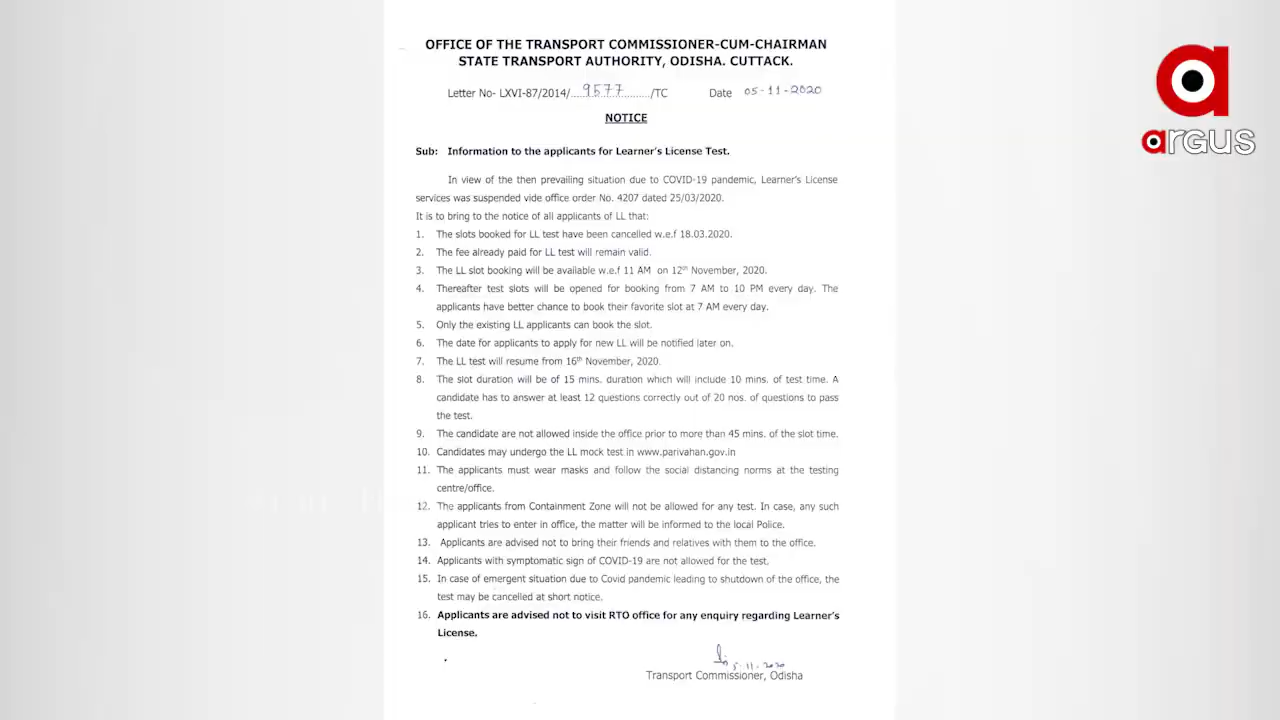 OFFICE OF THE TRANSPORT COMMISSIONER-CUM-CHAIRMAN
STATE TRANSPORT AUTHORITY, ODISHA. CUTTACK.
Letter No- LXVI-87/2014/......9577......./TC Date 05-11-2020
NOTICE
Sub: Information to the applicants for Learner's License Test.
In view of the then prevailing situation due to COVID-19 pandemic, Learner's License
services was suspended vide office order No. 4207 dated 25/03/2020.
It is to bring to the notice of all applicants of LL that:
1. The slots booked for LL test have been cancelled w.e.f 18.03.2020.
2. The fee already paid for LL test will remain valid.
3. The LL slot booking will be available w.e.f 11 AM on 12th November, 2020.
4. Thereafter test slots will be opened for booking from 7 AM to 10 PM every day. The
applicants have better chance to book their favorite slot at 7 AM every day.
5. Only the existing LL applicants can book the slot.
6. The date for applicants to apply for new LL will be notified later on.
7. The LL test will resume from 16th November, 2020.
8. The slot duration will be of 15 mins. duration which will include 10 mins. of test time. A
candidate has to answer at least 12 questions correctly out of 20 nos. of questions to pass
the test.
9. The candidate are not allowed inside the office prior to more than 45 mins. of the slot time.
10. Candidates may undergo the LL mock test in www.parivahan.gov.in
11. The applicants must wear masks and follow the social distancing norms at the testing
centre/office.
12. The applicants from Containment Zone will not be allowed for any test. In case, any such
applicant tries to enter in office, the matter will be informed to the local Police.
13. Applicants are advised not to bring their friends and relatives with them to the office.
14. Applicants with symptomatic sign of COVID-19 are not allowed for the test.
15. In case of emergent situation due to Covid pandemic leading to shutdown of the office, the
test may be cancelled at short notice.
16. Applicants are advised not to visit RTO office for any enquiry regarding Learner's
License.
5-11-2020
Transport Commissioner, Odisha
argus